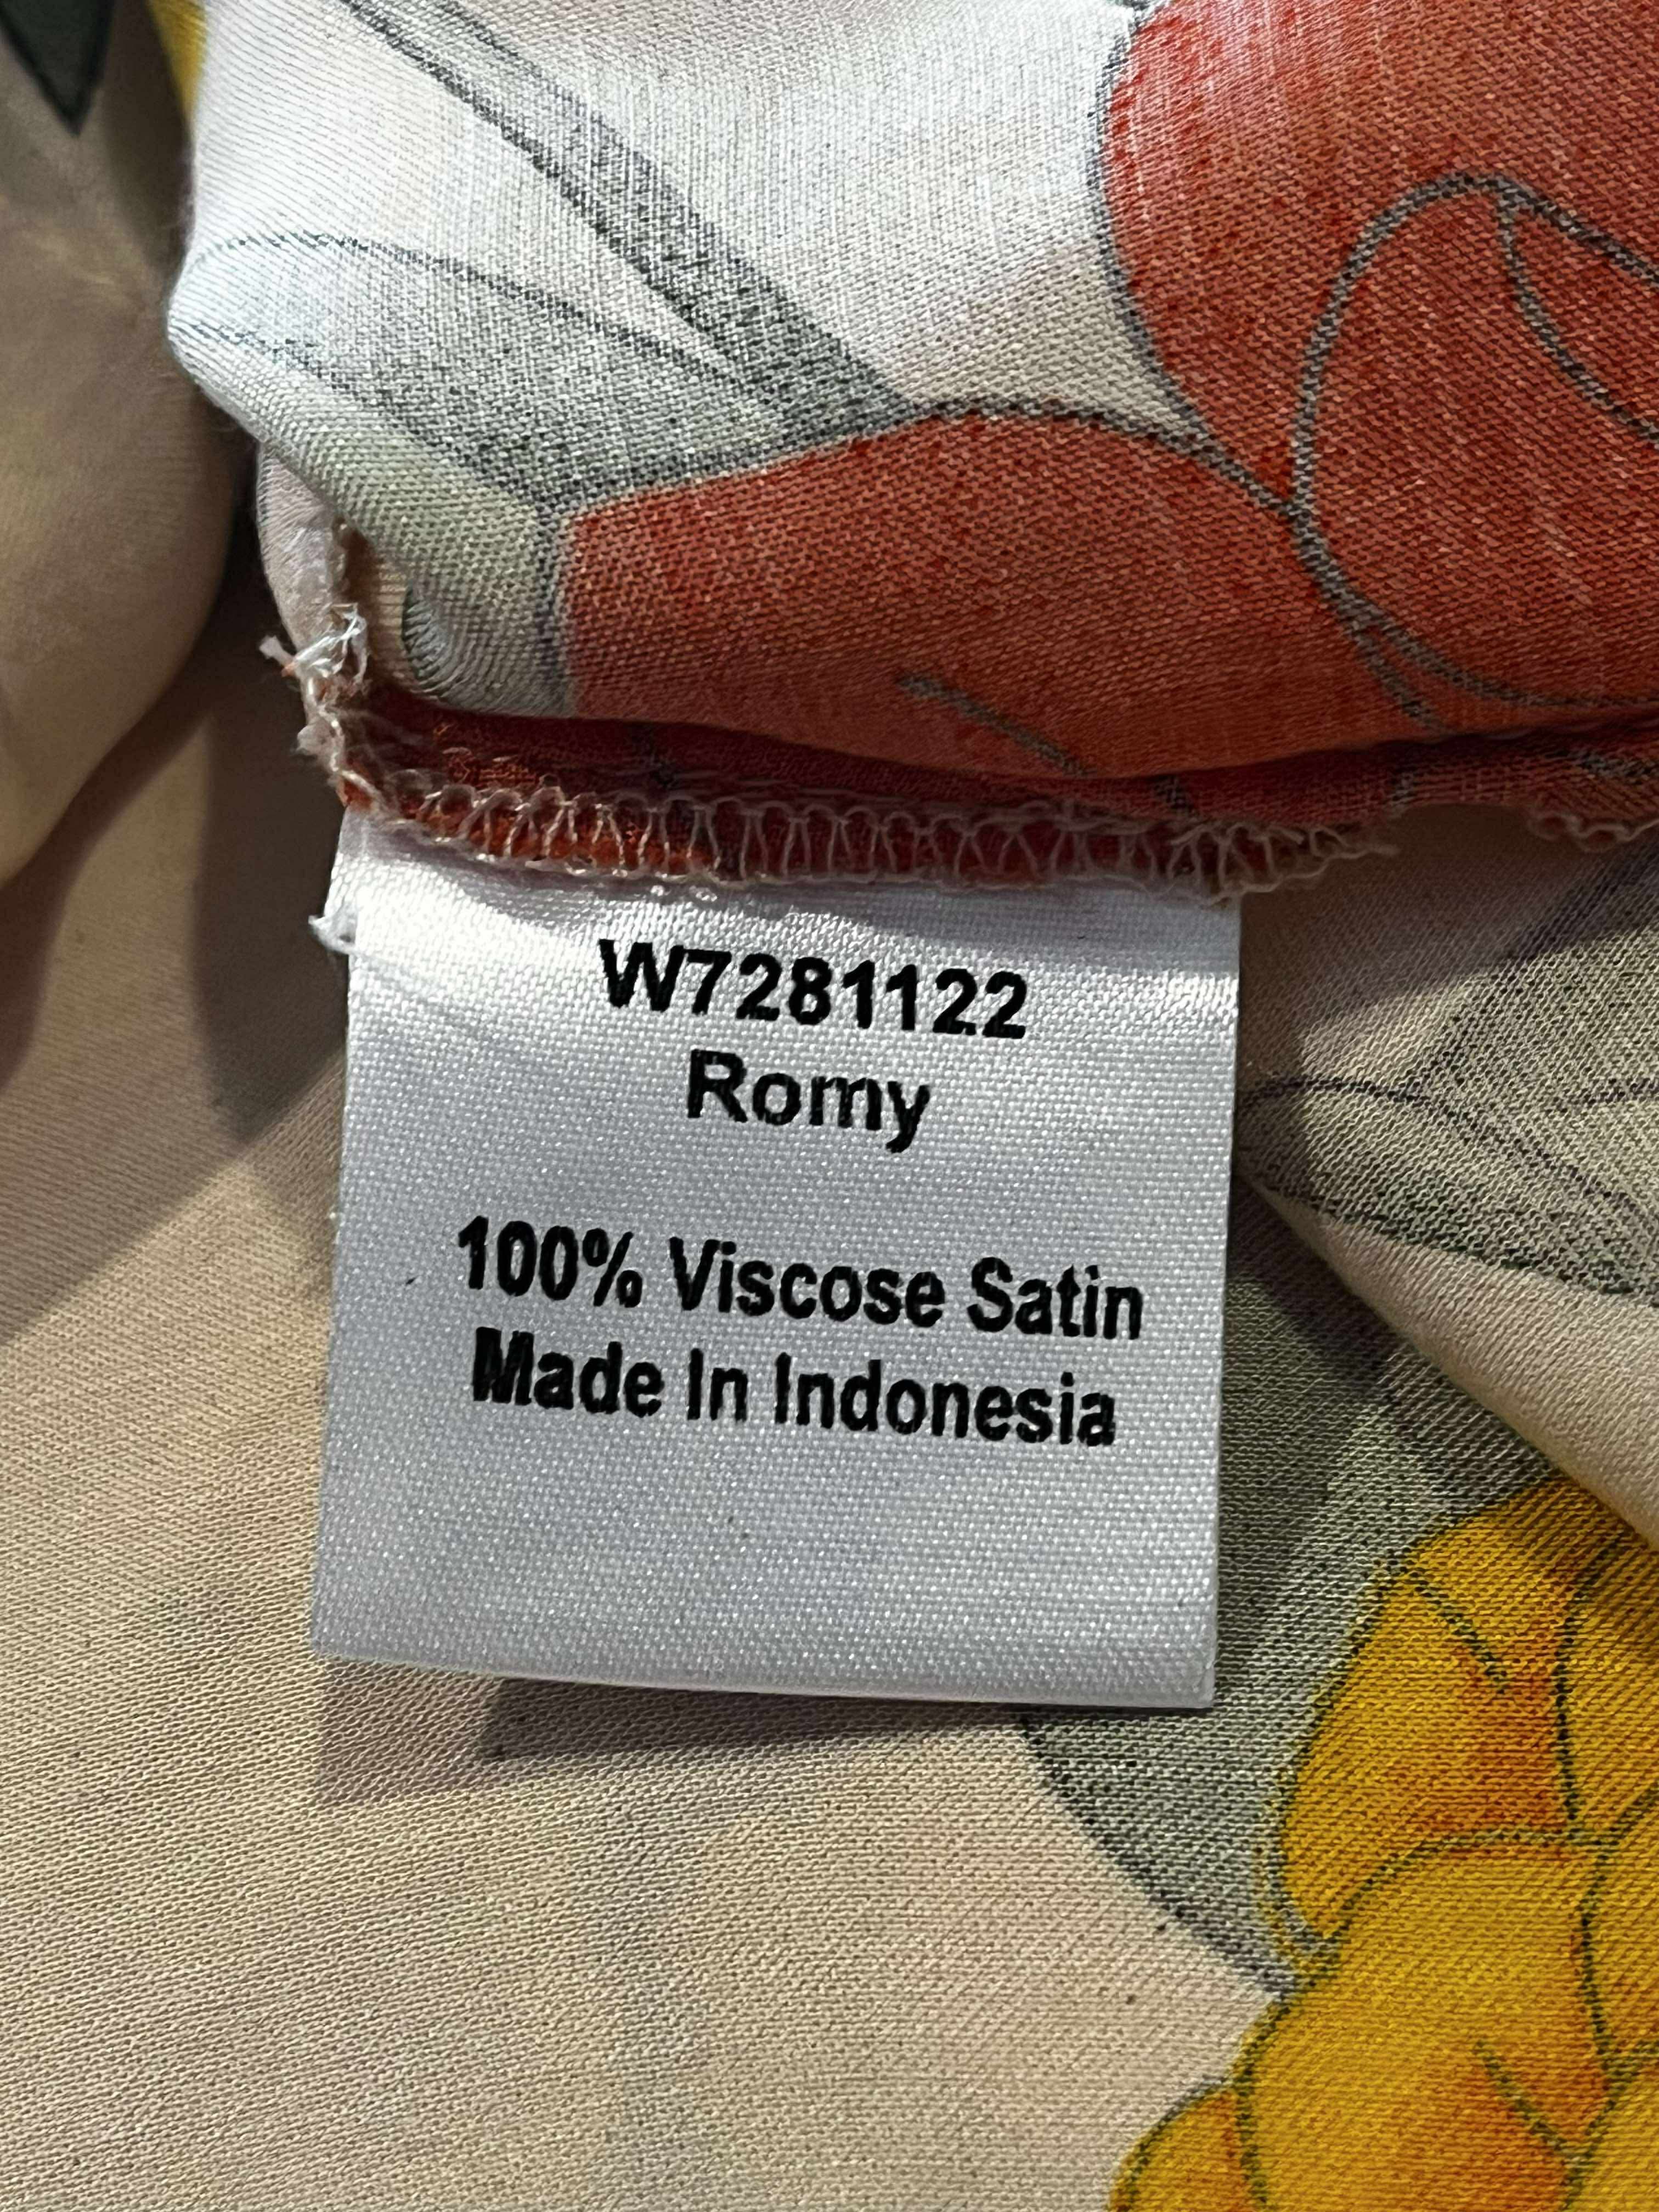 W7281122
Romy
100% Viscose Satin
Made In Indonesia